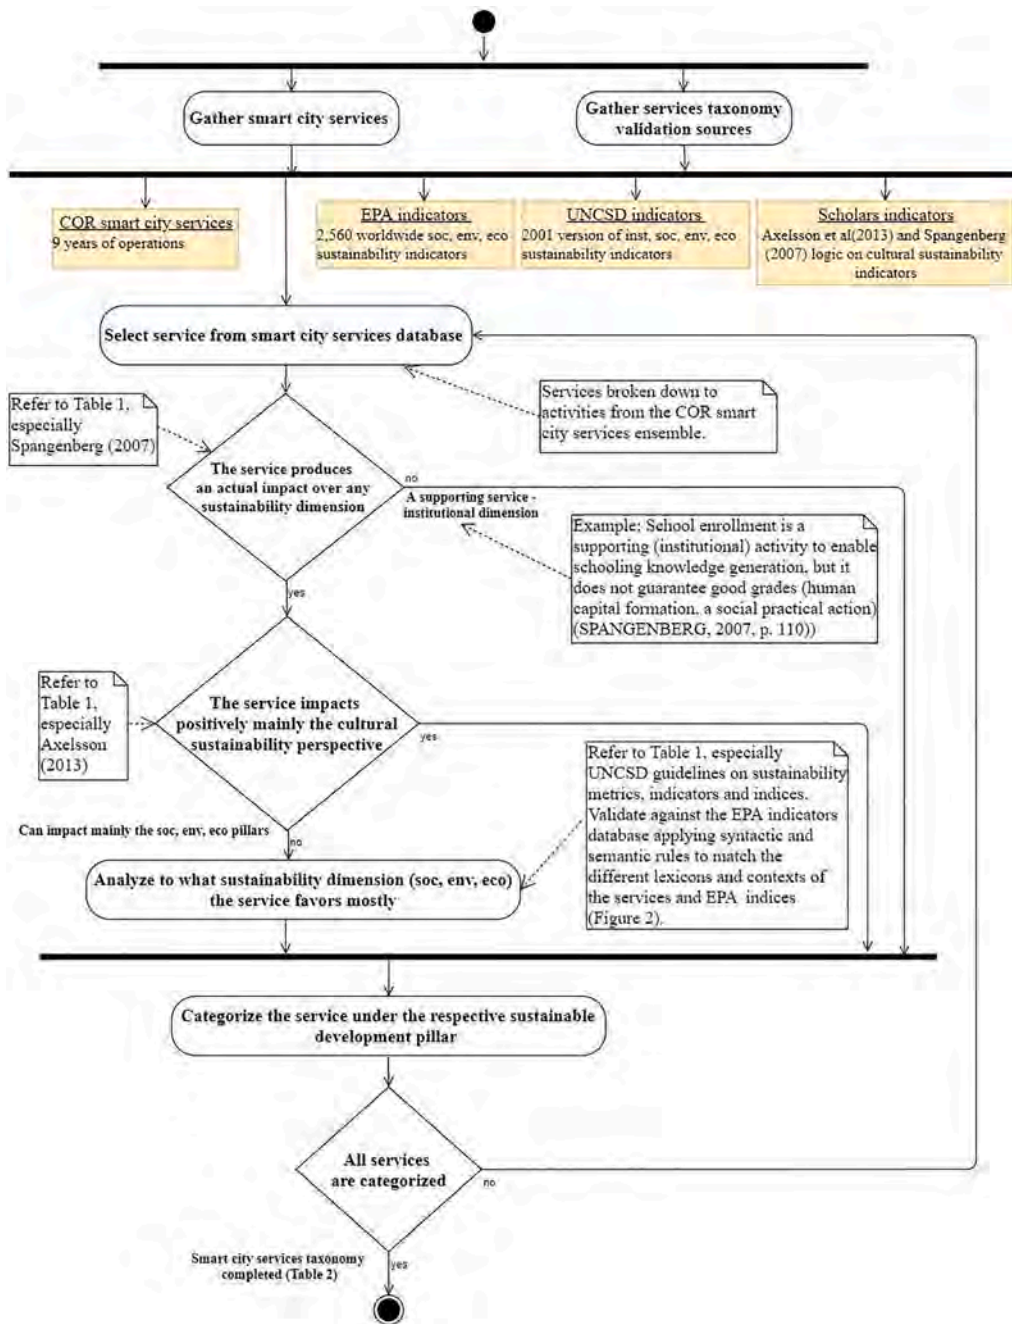 Gather smart city services
Gather services taxonomy
validation sources
COR smart city services
9 years of operations
EPA indicators
2,560 worldwide soc, env, eco
sustainability indicators
UNCSD indicators
2001 version of inst, soc, env, eco
sustainability indicators
Scholars indicators
Axelsson et al(2013) and Spangenberg
(2007) logic on cultural sustainability
indicators
Select service from smart city services database
Refer to Table 1,
especially
Spangenberg (2007)
Services broken down to
activities from the COR smart
city services ensemble.
The service produces
an actual impact over any
sustainability dimension
no
A supporting service -
institutional dimension
Example: School enrollment is a
supporting (institutional) activity to enable
schooling knowledge generation, but it
does not guarantee good grades (human
capital formation, a social practical action)
(SPANGENBERG, 2007, p. 110))
yes
Refer to
Table 1,
especially
Axelsson
(2013)
The service impacts
positively mainly the cultural
sustainability perspective
yes
Refer to Table 1, especially
UNCSD guidelines on sustainability
metrics, indicators and indices.
Validate against the EPA indicators
database applying syntactic and
semantic rules to match the
different lexicons and contexts of
the services and EPA indices
(Figure 2).
Can impact mainly the soc, env, eco pillars
no
Analyze to what sustainability dimension (soc, env, eco)
the service favors mostly
Categorize the service under the respective sustainable
development pillar
All services
are categorized
no
Smart city services taxonomy
completed (Table 2)
yes